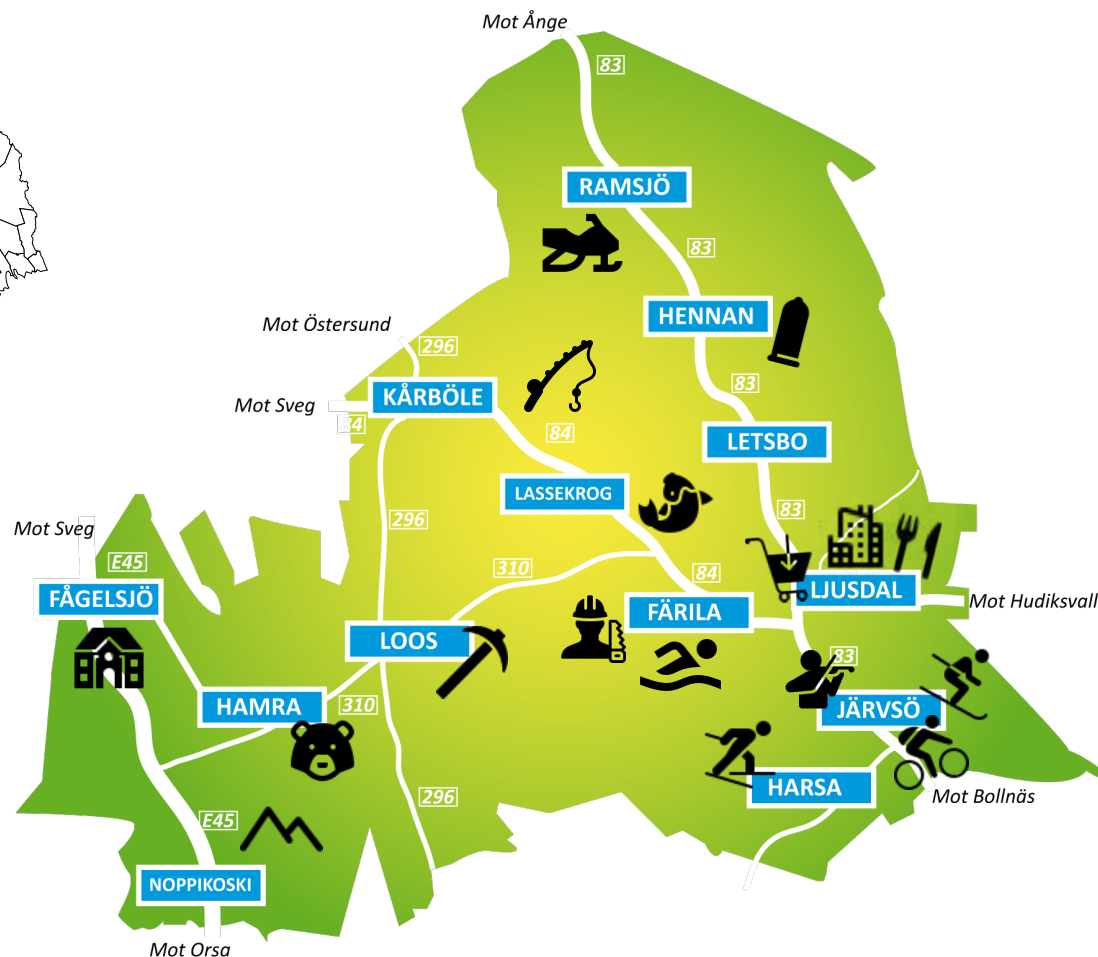 Mot Ånge
83
RAMSJÖ
83
HENNAN
Mot Östersund
296
83
KÅRBÖLE
Mot Sveg
84
84
LETSBO
LASSEKROG
83
296
Mot Sveg
E45
310
84
FÅGELSJÖ
LJUSDAL
Mot Hudiksvall
FÄRILA
LOOS
83
HAMRA
310
JÄRVSÖ
HARSA
296
Mot Bollnäs
E45
NOPPIKOSKI
Mot Orsa